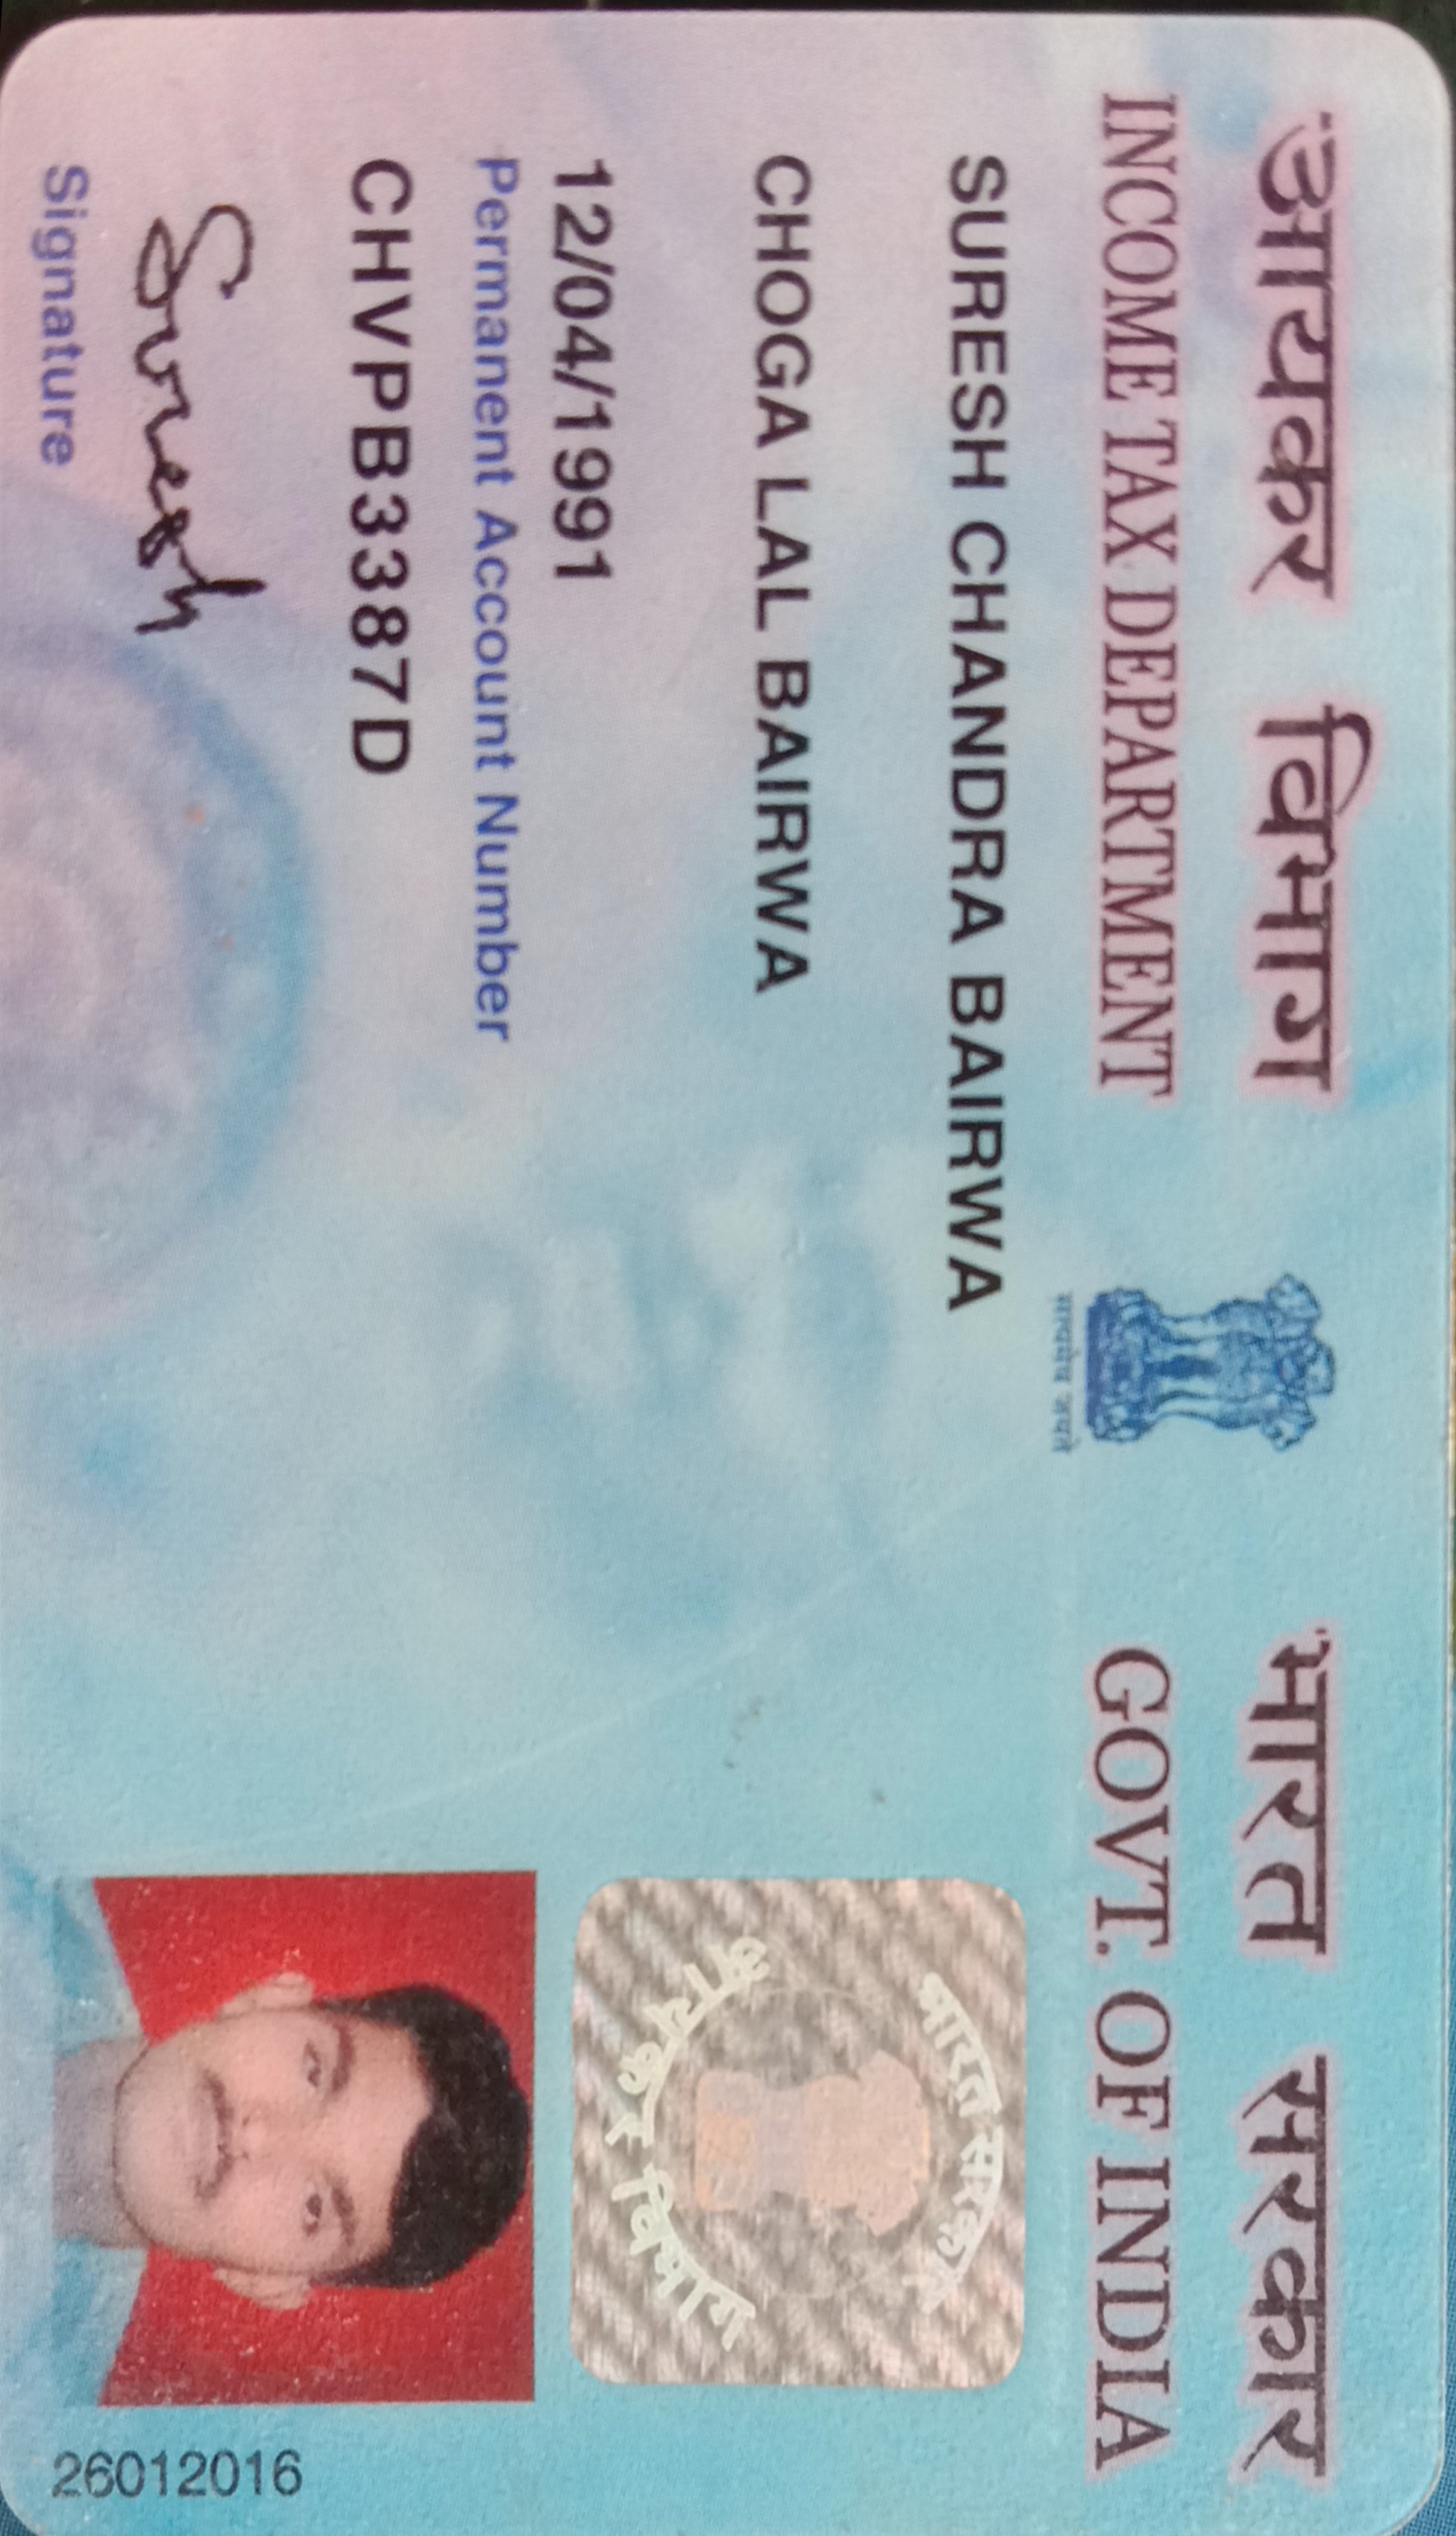 आयकर विभाग
INCOME TAX DEPARTMENT
सत्यमेव जयते
भारत सरकार
GOVT. OF INDIA
SURESH CHANDRA BAIRWA
CHOGA LAL BAIRWA
12/04/1991
Permanent Account Number
CHVPB3387D
Suresh
Signature
भारत सरकार
आयकर विभाग
26012016